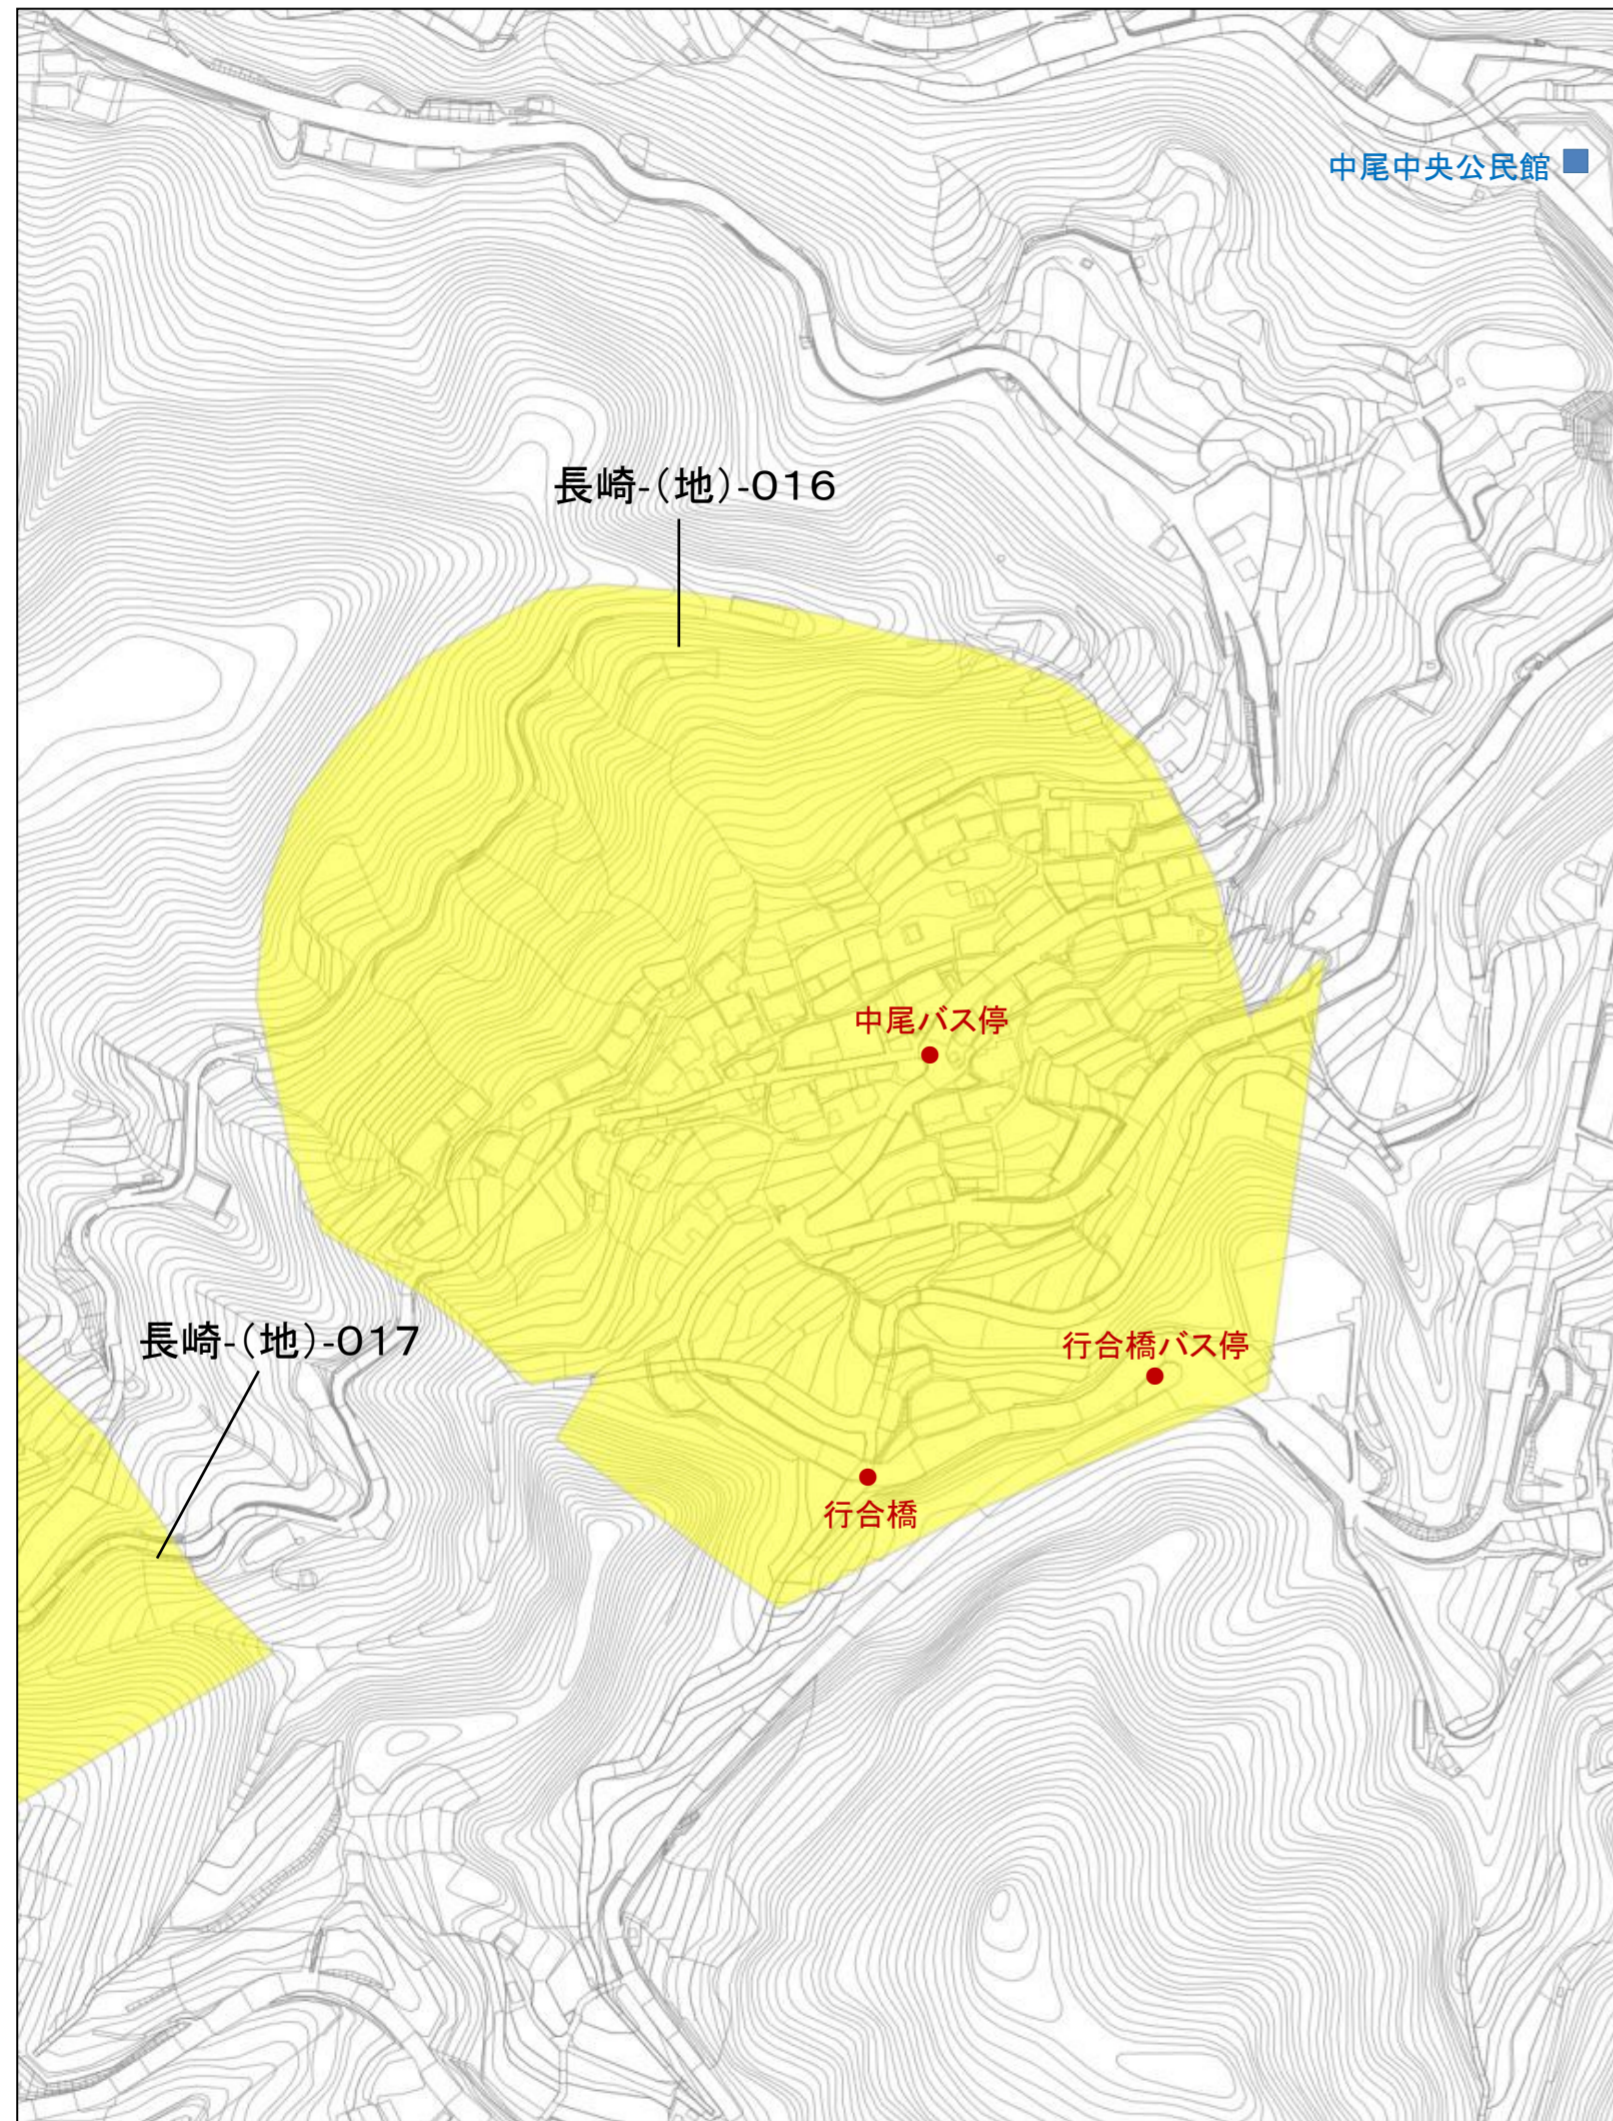 中尾中央公民館
長崎-(地)-016
中尾バス停
長崎-(地)-017
行合橋バス停
行合橋